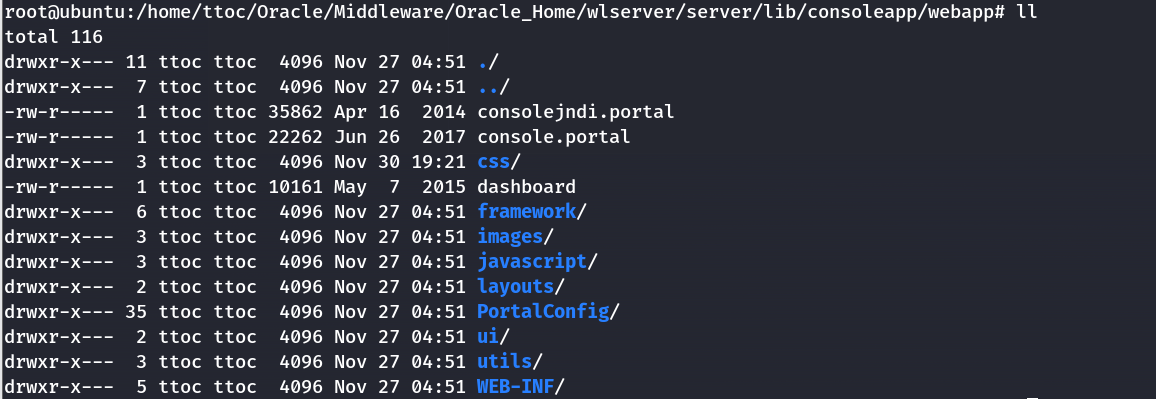 root@ubuntu:/home/ttoc/Oracle/Middleware/Oracle_Home/wlserver/server/lib/consoleapp/webapp# ll
total 116
drwxr-x--- 11 ttoc ttoc  4096 Nov 27 04:51 ./
drwxr-x---  7 ttoc ttoc  4096 Nov 27 04:51 ../
-rw-r-----  1 ttoc ttoc 35862 Apr 16  2014 consolejndi.portal
-rw-r-----  1 ttoc ttoc 22262 Jun 26  2017 console.portal
drwxr-x---  3 ttoc ttoc  4096 Nov 30 19:21 css/
-rw-r-----  1 ttoc ttoc 10161 May  7  2015 dashboard
drwxr-x---  6 ttoc ttoc  4096 Nov 27 04:51 framework/
drwxr-x---  3 ttoc ttoc  4096 Nov 27 04:51 images/
drwxr-x---  3 ttoc ttoc  4096 Nov 27 04:51 javascript/
drwxr-x---  2 ttoc ttoc  4096 Nov 27 04:51 layouts/
drwxr-x--- 35 ttoc ttoc  4096 Nov 27 04:51 PortalConfig/
drwxr-x---  2 ttoc ttoc  4096 Nov 27 04:51 ui/
drwxr-x---  3 ttoc ttoc  4096 Nov 27 04:51 utils/
drwxr-x---  5 ttoc ttoc  4096 Nov 27 04:51 WEB-INF/